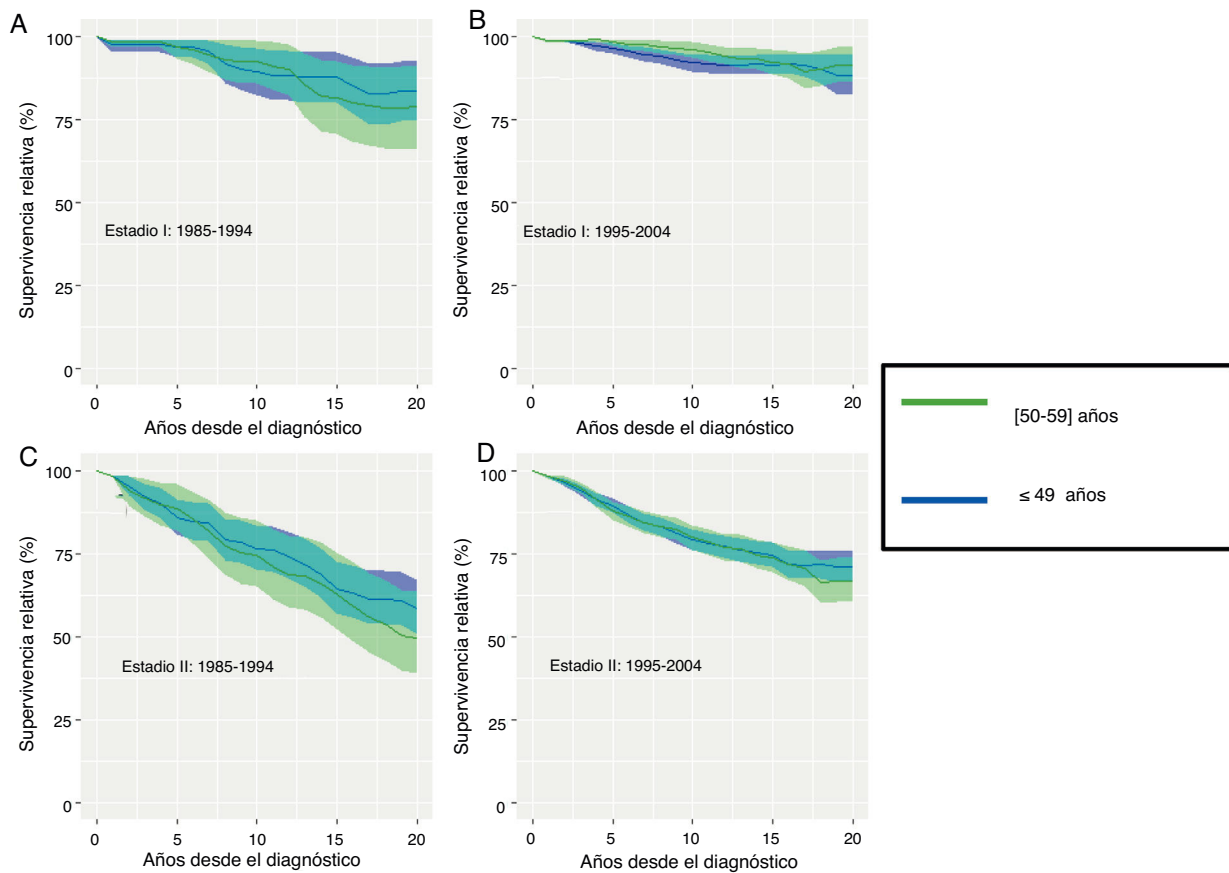 A
100
75
50
25
0
Supervivencia relativa (%)
Estadio I: 1985-1994
0 5 10 15 20
Años desde el diagnóstico
B
100
75
50
25
0
Supervivencia relativa (%)
Estadio I: 1995-2004
0 5 10 15 20
Años desde el diagnóstico
[50-59] años
≤ 49 años
C
100
75
50
25
0
Supervivencia relativa (%)
Estadio II: 1985-1994
0 5 10 15 20
Años desde el diagnóstico
D
100
75
50
25
0
Supervivencia relativa (%)
Estadio II: 1995-2004
0 5 10 15 20
Años desde el diagnóstico